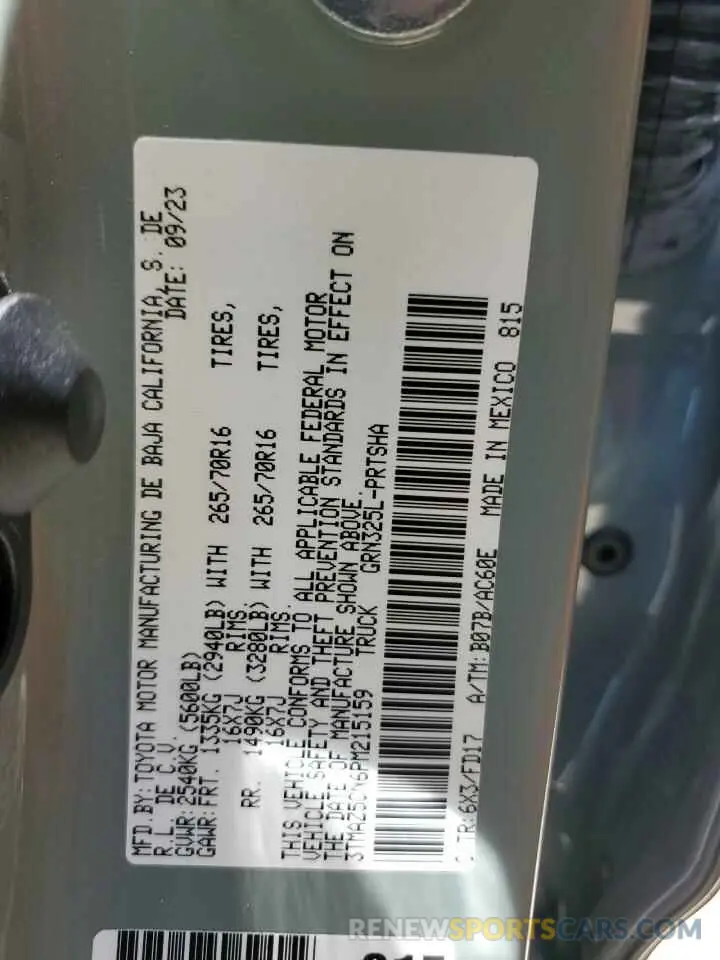 MFD.BY:TOYOTA MOTOR MANUFACTURING DE BAJA CALIFORNIA, S. DE
R.L. DE C.V. DATE: 09/23
GVWR:2540KG (5600LB)
GAWR:FRT. 1335KG (2940LB) WITH 265/70R16 TIRES,
16X7J RIMS.
RR. 1490KG (3280LB) WITH 265/70R16 TIRES,
16X7J RIMS.
THIS VEHICLE CONFORMS TO ALL APPLICABLE FEDERAL MOTOR
VEHICLE SAFETY AND THEFT PREVENTION STANDARDS IN EFFECT ON
THE DATE OF MANUFACTURE SHOWN ABOVE.
3TMAZ5CN6PM215159 TRUCK GRN325L-PRTSHA
C/TR:6X3/FD17 A/TM:B07B/AC60E MADE IN MEXICO 815
815
RENEWSPORTSCARS.COM